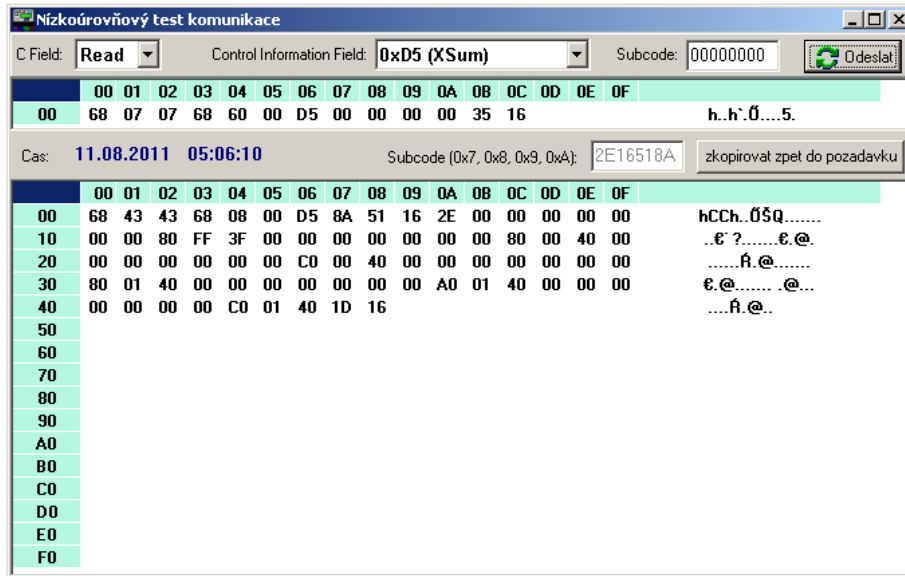 Nízkoúrovňový test komunikace
C Field: Read Control Information Field: 0xD5 (XSum) Subcode: 00000000 Odeslat
00 01 02 03 04 05 06 07 08 09 0A 0B 0C 0D 0E 0F
00 68 07 07 68 60 00 D5 00 00 00 00 35 16 h..h`.Ő....5.
Cas: 11.08.2011 05:06:10 Subcode (0x7, 0x8, 0x9, 0xA): 2E16518A zkopirovat zpet do pozadavku
00 01 02 03 04 05 06 07 08 09 0A 0B 0C 0D 0E 0F
00 68 43 43 68 08 00 D5 8A 51 16 2E 00 00 00 00 00 hCCh..ŐŠQ.......
10 00 00 80 FF 3F 00 00 00 00 00 00 00 80 00 40 00 ..€˙?.......€.@.
20 00 00 00 00 00 00 C0 00 40 00 00 00 00 00 00 00 ......Ŕ.@.......
30 80 01 40 00 00 00 00 00 00 00 A0 01 40 00 00 00 €.@....... .@...
40 00 00 00 00 C0 01 40 1D 16 ....Ŕ.@..
50
60
70
80
90
A0
B0
C0
D0
E0
F0